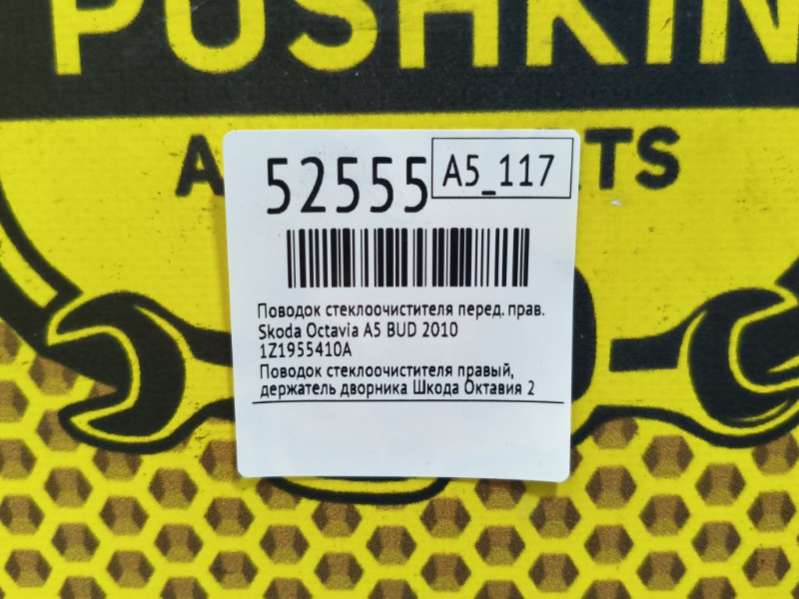 PUSHKIN
52555
A5_117
Поводок стеклоочистителя перед. прав.
Skoda Octavia A5 BUD 2010
1Z1955410A
Поводок стеклоочистителя правый,
держатель дворника Шкода Октавия 2